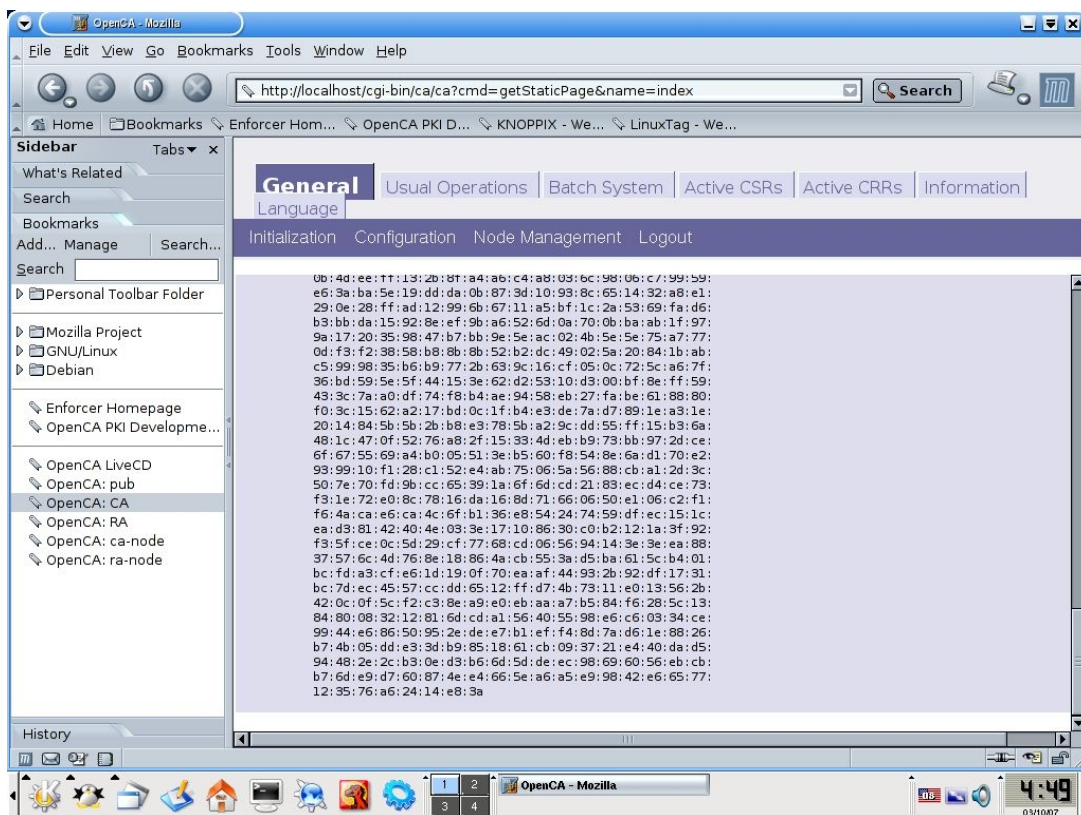 OpenCA - Mozilla
File Edit View Go Bookmarks Tools Window Help
http://localhost/cgi-bin/ca/ca?cmd=getStaticPage&name=index
Search
Home Bookmarks Enforcer Hom... OpenCA PKI D... KNOPPIX - We... LinuxTag - We...
Sidebar Tabs x
What's Related
Search
Bookmarks
Add... Manage Search...
Search
Personal Toolbar Folder
Mozilla Project
GNU/Linux
Debian
Enforcer Homepage
OpenCA PKI Developme...
OpenCA LiveCD
OpenCA: pub
OpenCA: CA
OpenCA: RA
OpenCA: ca-node
OpenCA: ra-node
History
General Usual Operations Batch System Active CSRs Active CRRs Information
Language
Initialization Configuration Node Management Logout
0b:4d:ee:ff:13:2b:8f:a4:a6:c4:a8:03:6c:98:06:c7:99:59:
e6:3a:ba:5e:19:dd:da:0b:87:3d:10:93:8c:65:14:32:a8:e1:
29:0e:28:ff:ad:12:99:6b:67:11:a5:bf:1c:2a:53:69:fa:d6:
b3:bb:da:15:92:8e:ef:9b:a6:52:6d:0a:70:0b:ba:ab:1f:97:
9a:17:20:35:98:47:b7:bb:9e:5e:ac:02:4b:5e:5e:75:a7:77:
0d:f3:f2:38:58:b8:8b:8b:52:b2:dc:49:02:5a:20:84:1b:ab:
c5:99:98:35:b6:b9:77:2b:63:9c:16:cf:05:0c:72:5c:a6:7f:
36:bd:59:5e:5f:44:15:3e:62:d2:53:10:d3:00:bf:8e:ff:59:
43:3c:7a:a0:df:74:f8:b4:ae:94:58:eb:27:fa:be:61:88:80:
f0:3c:15:62:a2:17:bd:0c:1f:b4:e3:de:7a:d7:89:1e:a3:1e:
20:14:84:5b:5b:2b:b8:e3:78:5b:a2:9c:dd:55:ff:15:b3:6a:
48:1c:47:0f:52:76:a8:2f:15:33:4d:eb:b9:73:bb:97:2d:ce:
6f:67:55:69:a4:b0:05:51:3e:b5:60:f8:54:8e:6a:d1:70:e2:
93:99:10:f1:28:c1:52:e4:ab:75:06:5a:56:88:cb:a1:2d:3c:
50:7e:70:fd:9b:cc:65:39:1a:6f:6d:cd:21:83:ec:d4:ce:73:
f3:1e:72:e0:8c:78:16:da:16:8d:71:66:06:50:e1:06:c2:f1:
f6:4a:ca:e6:ca:4c:6f:b1:36:e8:54:24:74:59:df:ec:15:1c:
ea:d3:81:42:40:4e:03:3e:17:10:86:30:c0:b2:12:1a:3f:92:
f3:5f:ce:0c:5d:29:cf:77:68:cd:06:56:94:14:3e:3e:ea:88:
37:57:6c:4d:76:8e:18:86:4a:cb:55:3a:d5:ba:61:5c:b4:01:
bc:fd:a3:cf:e6:1d:19:0f:70:ea:af:44:93:2b:92:df:17:31:
bc:7d:ec:45:57:cc:dd:65:12:ff:d7:4b:73:11:e0:13:56:2b:
42:0c:0f:5c:f2:c3:8e:a9:e0:eb:aa:a7:b5:84:f6:28:5c:13:
84:80:08:32:12:81:6d:cd:a1:56:40:55:98:e6:c6:03:34:ce:
99:44:e6:86:50:95:2e:de:e7:b1:ef:f4:8d:7a:d6:1e:88:26:
b7:4b:05:dd:e3:3d:b9:85:18:61:cb:09:37:21:e4:40:da:d5:
94:48:2e:2c:b3:0e:d3:b6:6d:5d:de:ec:98:69:60:56:eb:cb:
b7:6d:e9:d7:60:87:4e:e4:66:5e:a6:a5:e9:98:42:e6:65:77:
12:35:76:a6:24:14:e8:3a
1 2
3 4
OpenCA - Mozilla
US
4:49
03/10/07